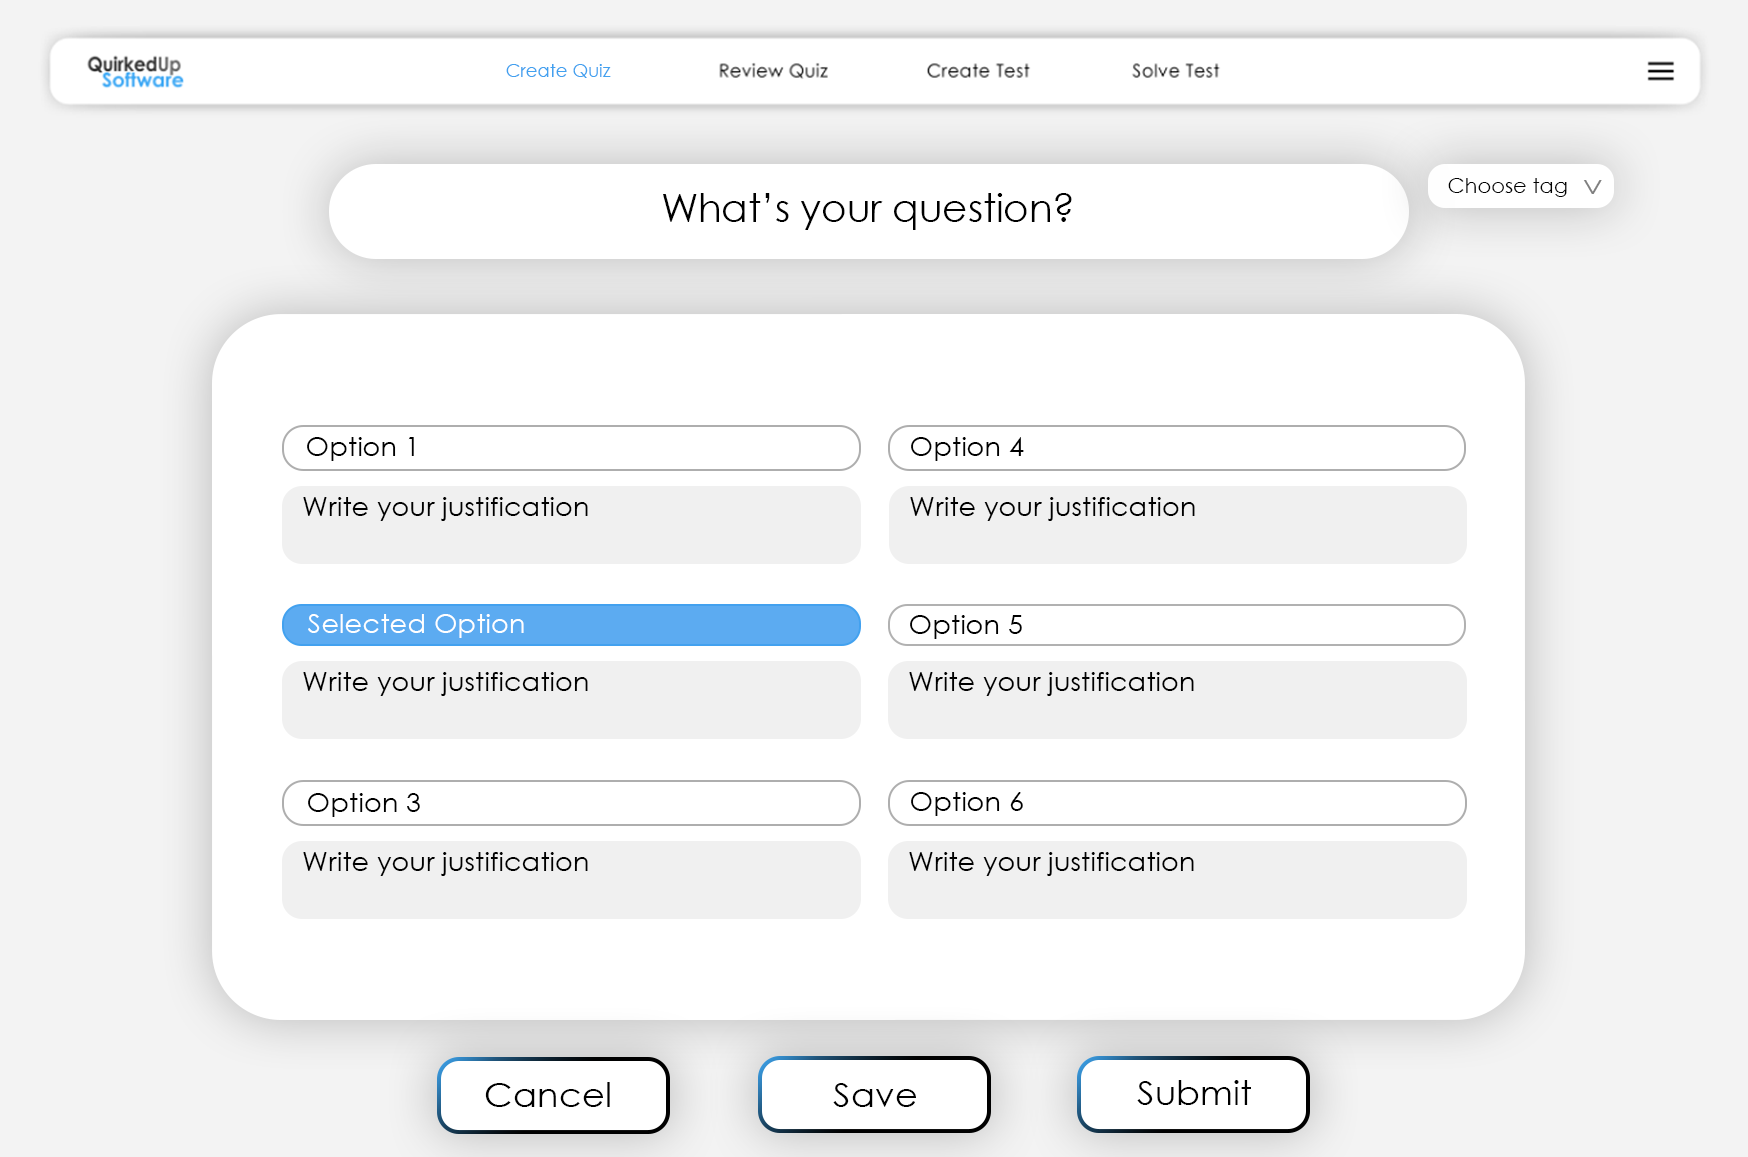 QuirkedUp
Software
Create Quiz
Review Quiz
Create Test
Solve Test
What's your question?
Choose tag
Option 1
Write your justification
Selected Option
Write your justification
Option 3
Write your justification
Option 4
Write your justification
Option 5
Write your justification
Option 6
Write your justification
Cancel
Save
Submit